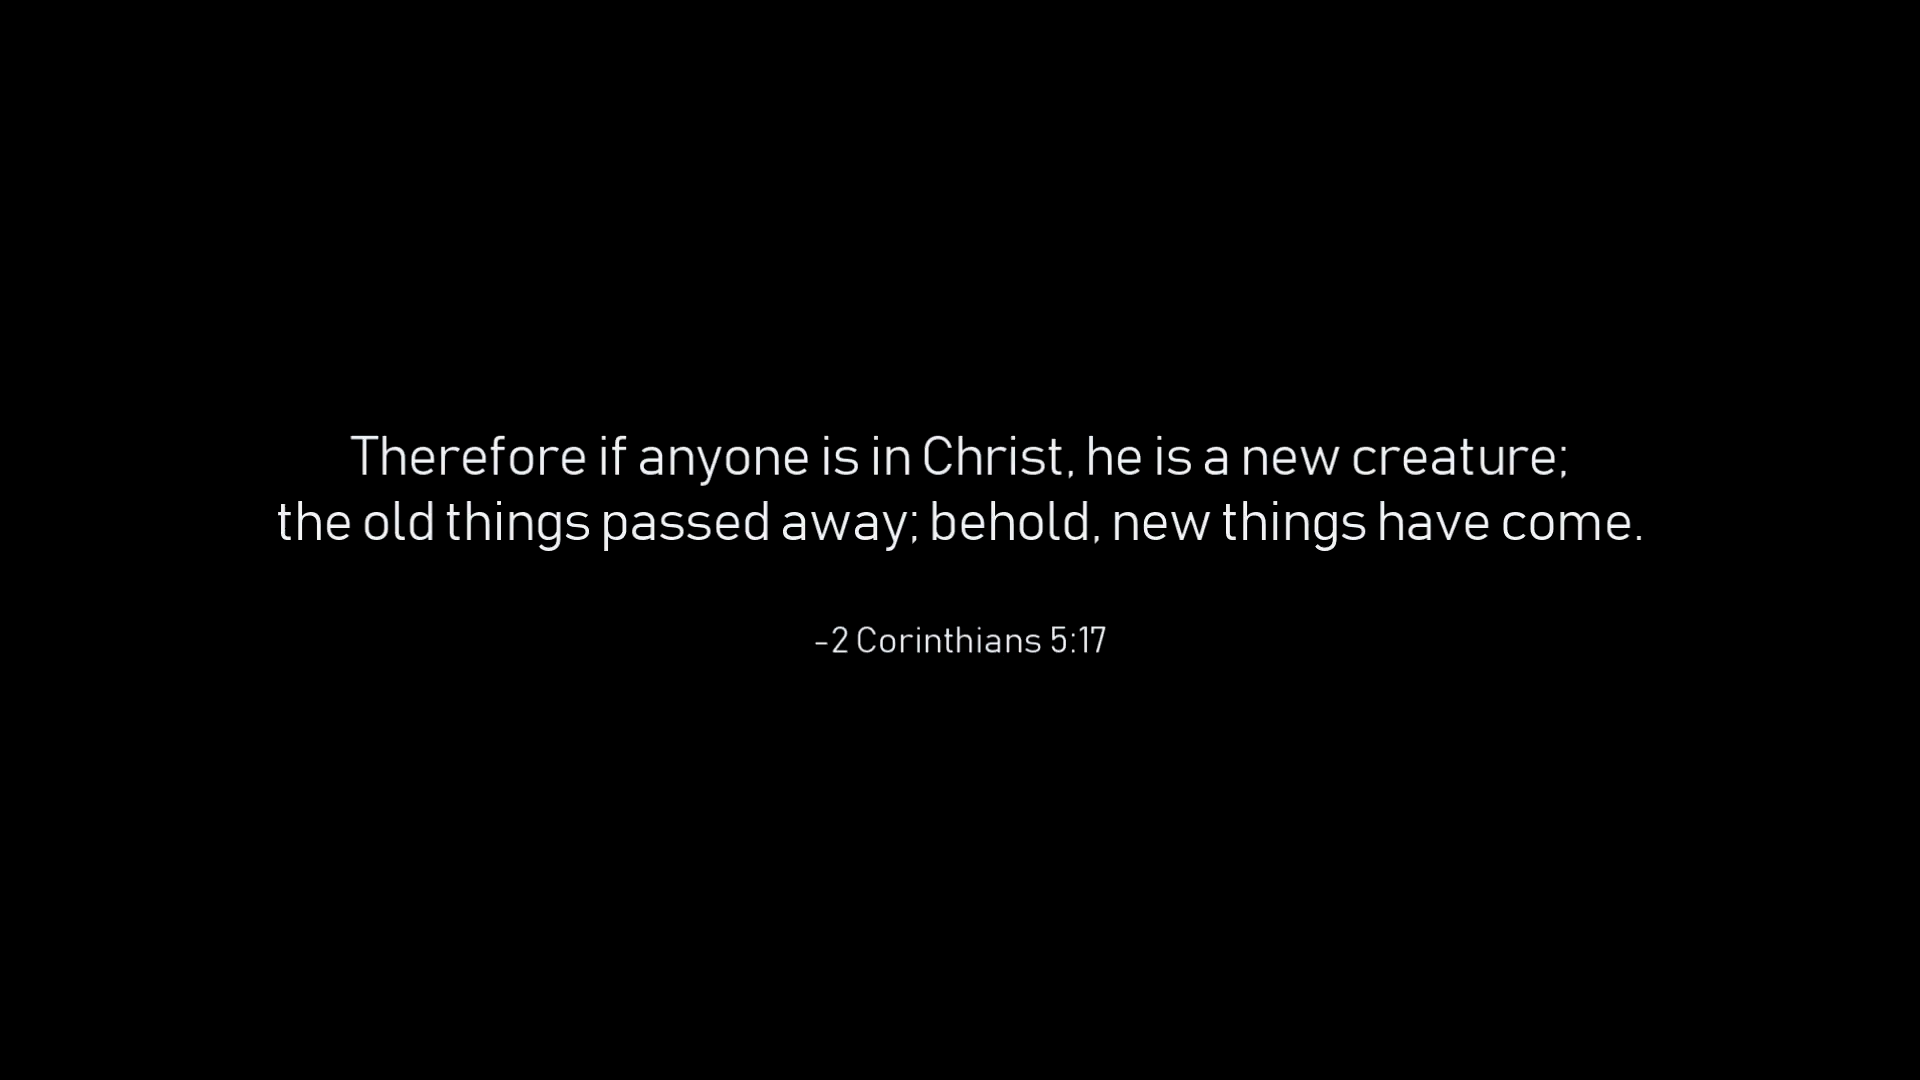 Therefore if anyone is in Christ, he is a new creature;
the old things passed away; behold, new things have come.
-2 Corinthians 5:17